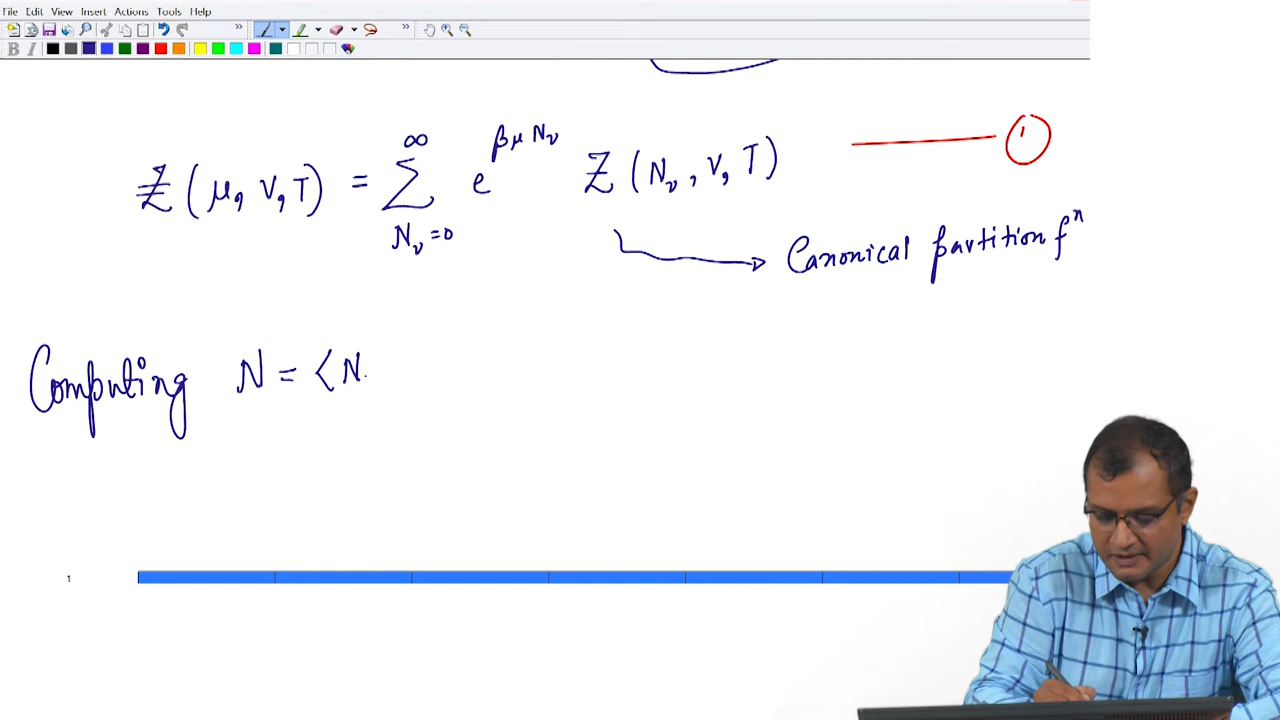 File Edit View Insert Actions Tools Help
» »
B I
Z (μ, V, T) = ∑ e^{βμN_ν} Z (N_ν, V, T) ——— 1
∞
N_ν = 0
Canonical partition fⁿ
Computing N = ⟨N
1